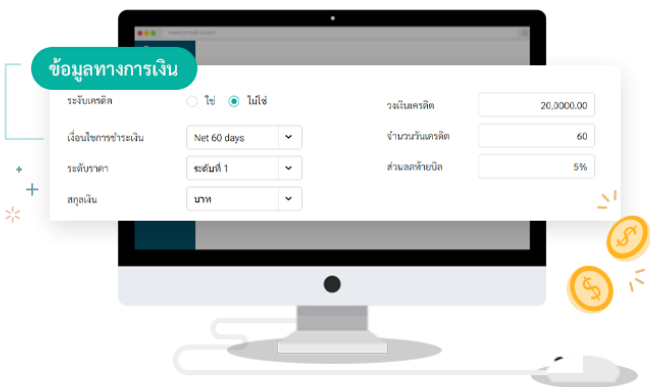 ข้อมูลทางการเงิน
ระงับเครดิต ใช่ ไม่ใช่
วงเงินเครดิต 20,0000.00
เงื่อนไขการชำระเงิน Net 60 days
จำนวนวันเครดิต 60
ระดับราคา ระดับที่ 1
ส่วนลดท้ายบิล 5%
สกุลเงิน บาท